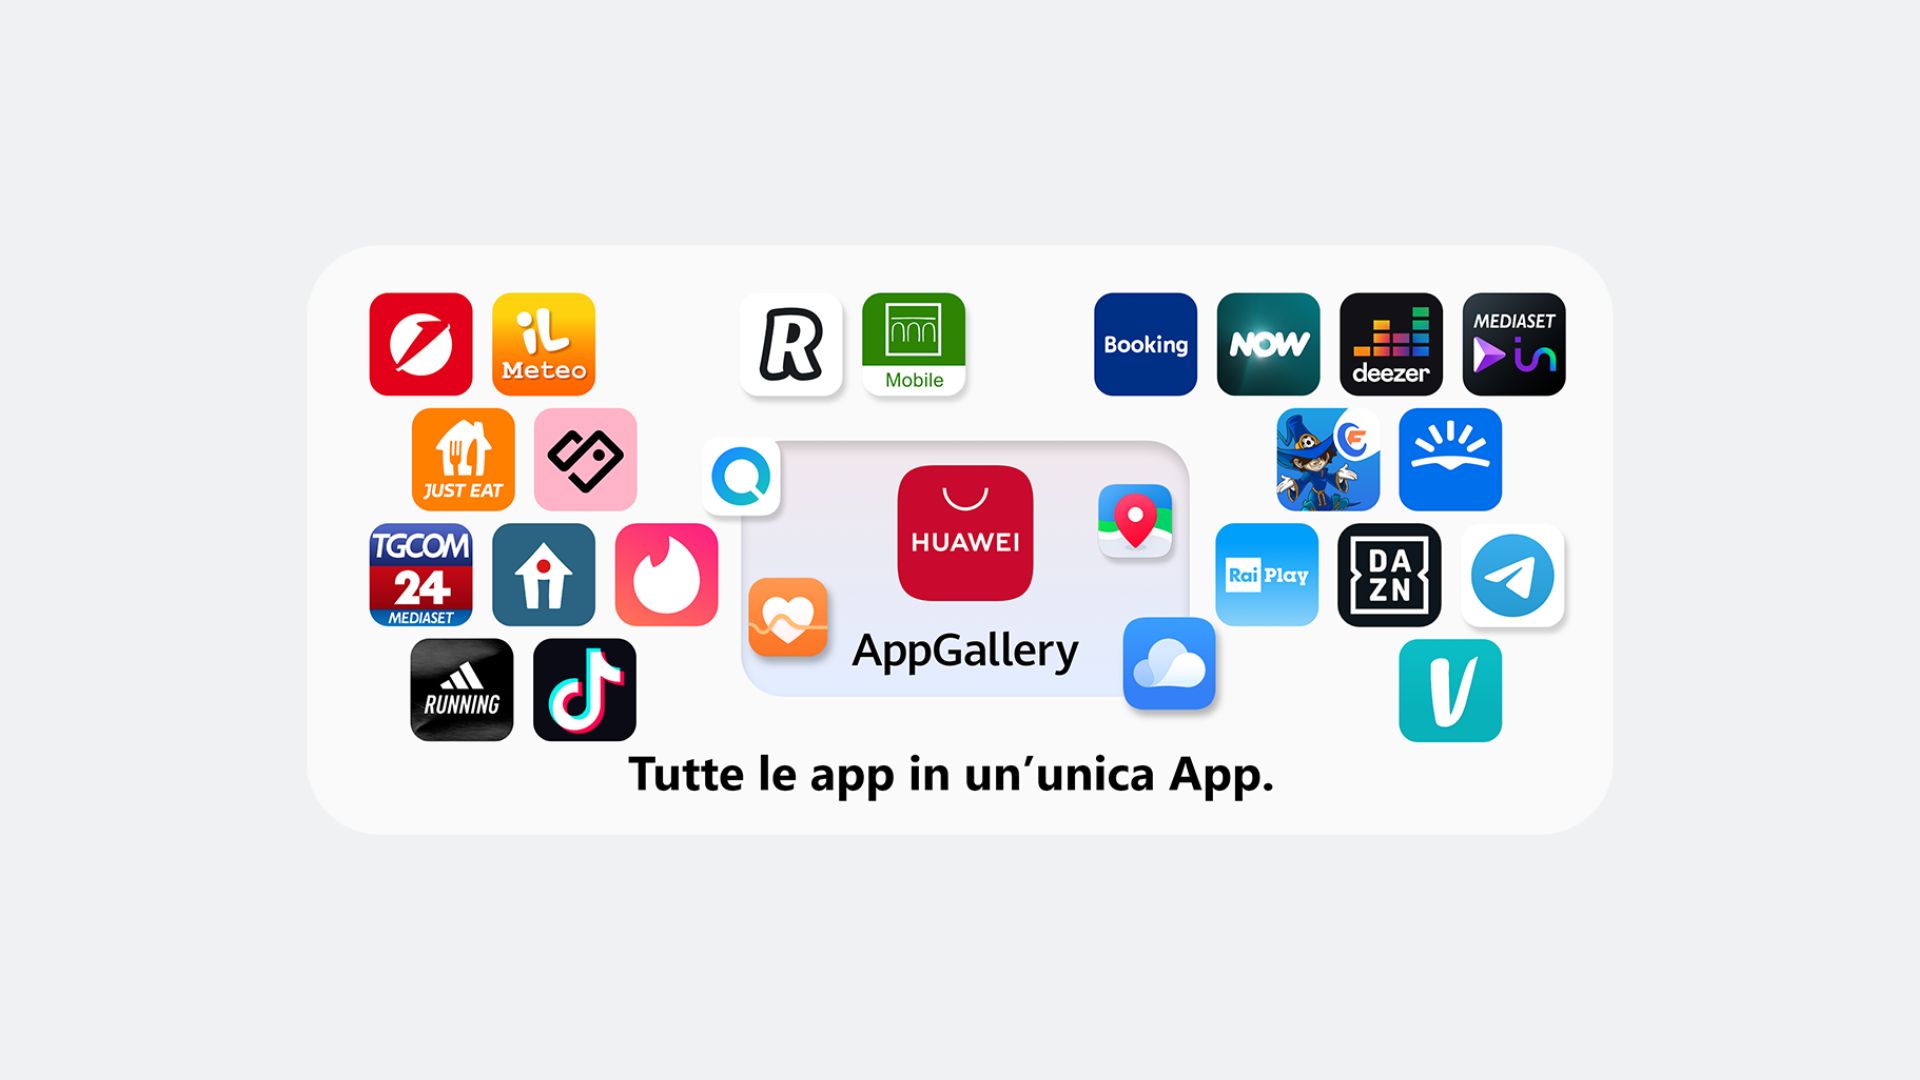 iL
Meteo
R
Mobile
Booking
NOW
deezer
MEDIASET
in
JUST EAT
HUAWEI
TGCOM
24
MEDIASET
Rai Play
DA
ZN
AppGallery
RUNNING
V
Tutte le app in un’unica App.